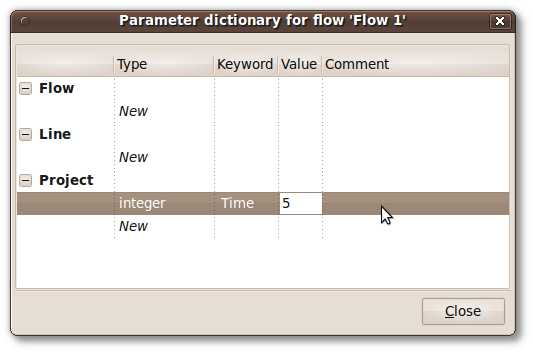 Parameter dictionary for flow 'Flow 1'
Type Keyword Value Comment
Flow
New
Line
New
Project
integer Time 5
New
Close